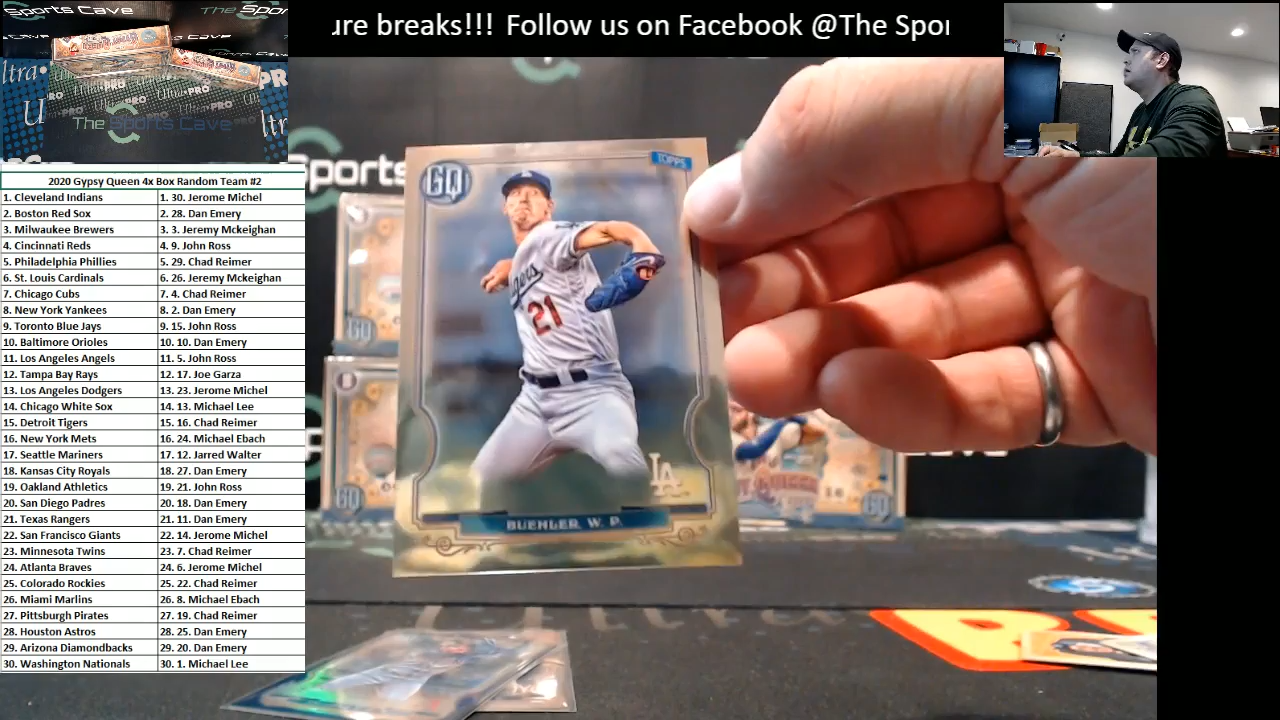 ıre breaks!!! Follow us on Facebook @The Spor
The Spor
Ultra PRO
The Sports Cave
2020 Gypsy Queen 4x Box Random Team #2
1. Cleveland Indians 1. 30. Jerome Michel
2. Boston Red Sox 2. 28. Dan Emery
3. Milwaukee Brewers 3. 3. Jeremy Mckeighan
4. Cincinnati Reds 4. 9. John Ross
5. Philadelphia Phillies 5. 29. Chad Reimer
6. St. Louis Cardinals 6. 26. Jeremy Mckeighan
7. Chicago Cubs 7. 4. Chad Reimer
8. New York Yankees 8. 2. Dan Emery
9. Toronto Blue Jays 9. 15. John Ross
10. Baltimore Orioles 10. 10. Dan Emery
11. Los Angeles Angels 11. 5. John Ross
12. Tampa Bay Rays 12. 17. Joe Garza
13. Los Angeles Dodgers 13. 23. Jerome Michel
14. Chicago White Sox 14. 13. Michael Lee
15. Detroit Tigers 15. 16. Chad Reimer
16. New York Mets 16. 24. Michael Ebach
17. Seattle Mariners 17. 12. Jarred Walter
18. Kansas City Royals 18. 27. Dan Emery
19. Oakland Athletics 19. 21. John Ross
20. San Diego Padres 20. 18. Dan Emery
21. Texas Rangers 21. 11. Dan Emery
22. San Francisco Giants 22. 14. Jerome Michel
23. Minnesota Twins 23. 7. Chad Reimer
24. Atlanta Braves 24. 6. Jerome Michel
25. Colorado Rockies 25. 22. Chad Reimer
26. Miami Marlins 26. 8. Michael Ebach
27. Pittsburgh Pirates 27. 19. Chad Reimer
28. Houston Astros 28. 25. Dan Emery
29. Arizona Diamondbacks 29. 20. Dan Emery
30. Washington Nationals 30. 1. Michael Lee
Sports
GQ
TOPPS
21
LA
BUEHLER, W. P.
GQ
GQ
GQ